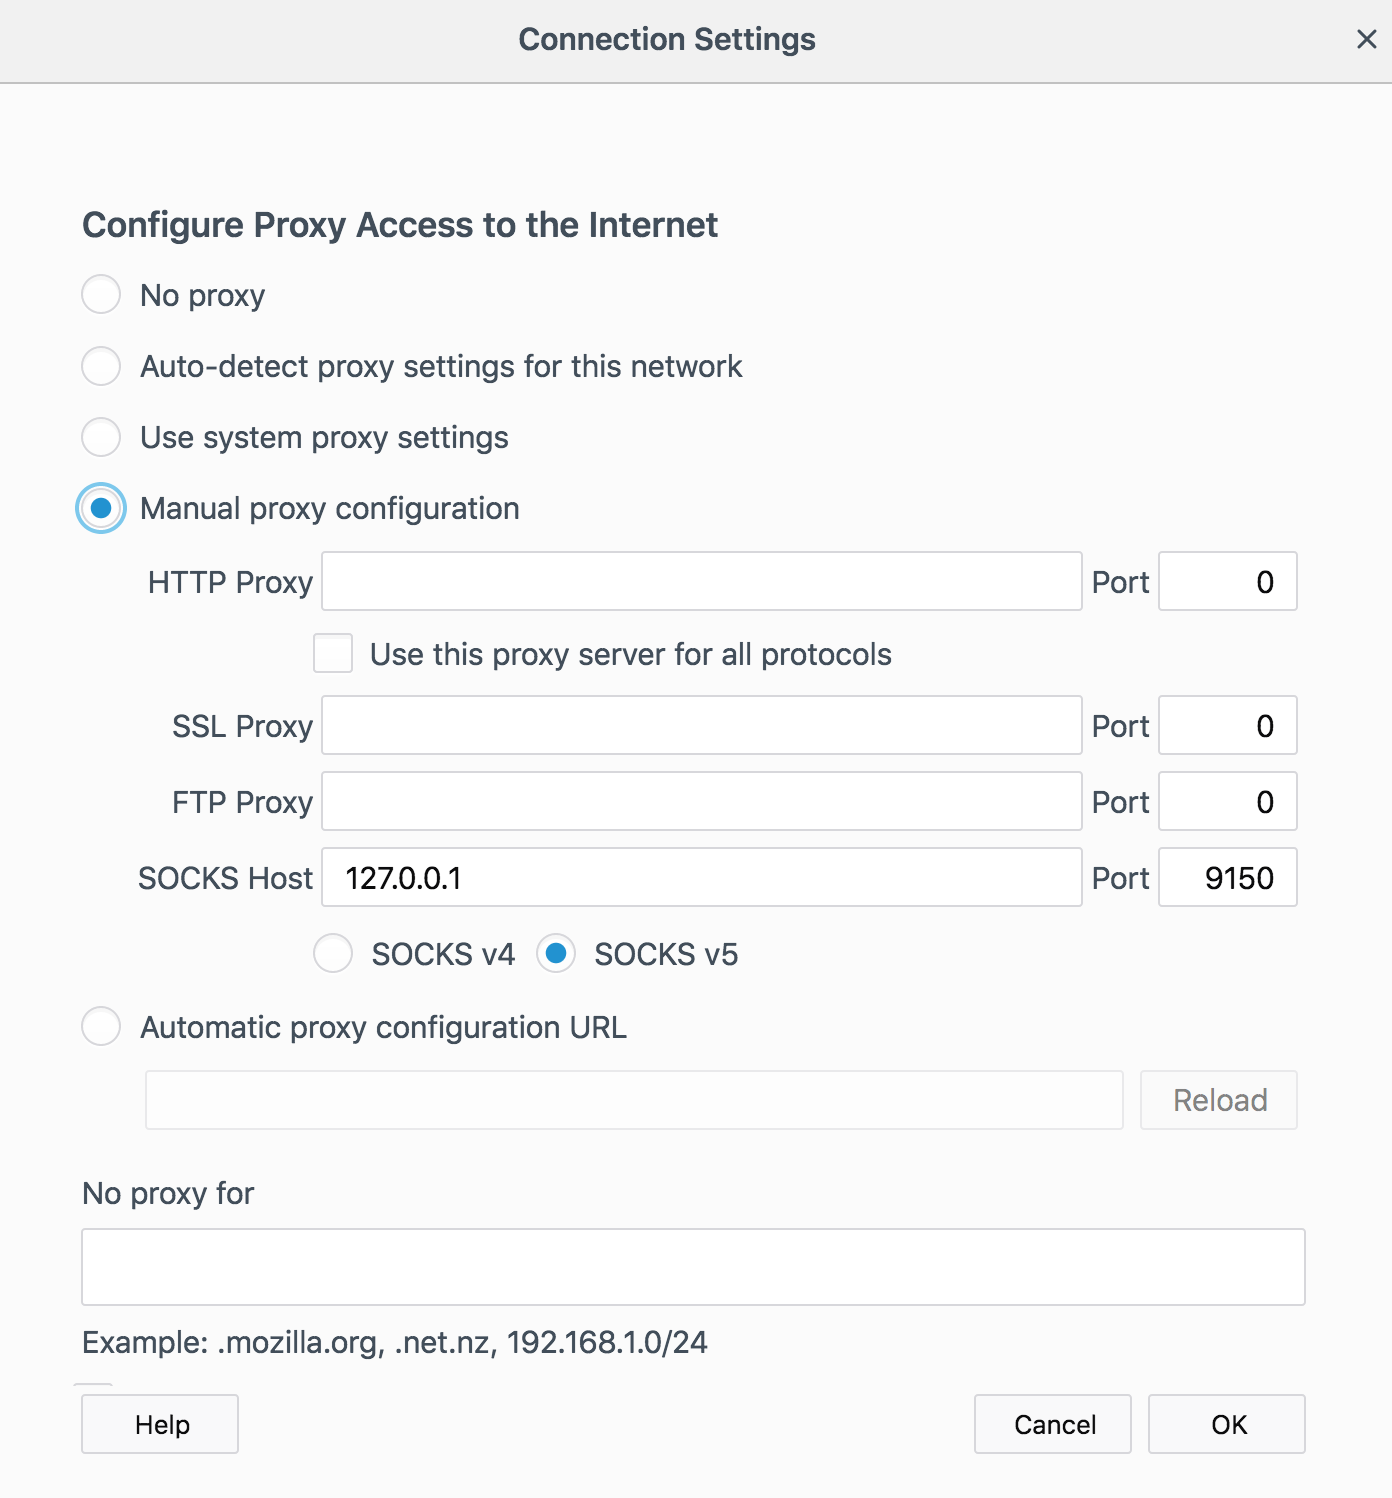 Connection Settings
Configure Proxy Access to the Internet
No proxy
Auto-detect proxy settings for this network
Use system proxy settings
Manual proxy configuration
HTTP Proxy Port 0
Use this proxy server for all protocols
SSL Proxy Port 0
FTP Proxy Port 0
SOCKS Host 127.0.0.1 Port 9150
SOCKS v4 SOCKS v5
Automatic proxy configuration URL
Reload
No proxy for
Example: .mozilla.org, .net.nz, 192.168.1.0/24
Help Cancel OK